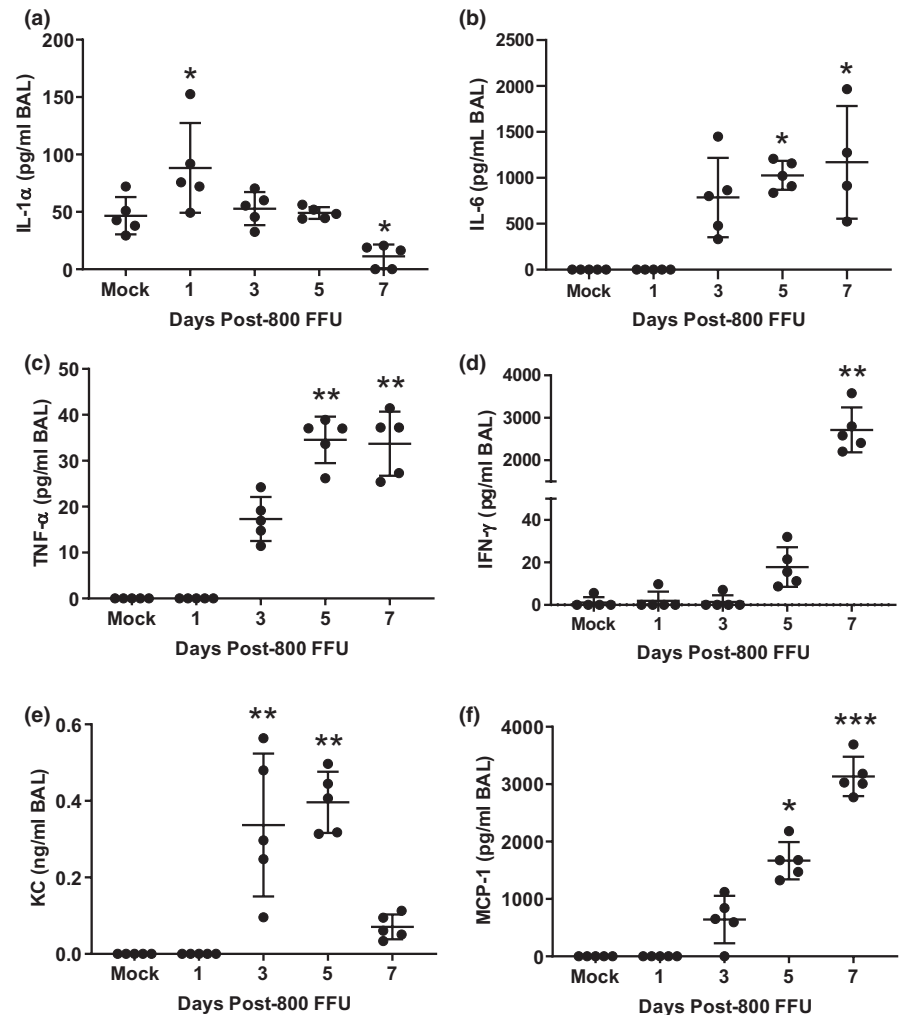 (a)
200
150
100
50
0
IL-1α (pg/ml BAL)
*
*
Mock 1 3 5 7
Days Post-800 FFU
(b)
2500
2000
1500
1000
500
0
IL-6 (pg/mL BAL)
*
*
Mock 1 3 5 7
Days Post-800 FFU
(c)
50
40
30
20
10
0
TNF-α (pg/ml BAL)
** **
Mock 1 3 5 7
Days Post-800 FFU
(d)
4000
3000
2000
40
20
0
IFN-γ (pg/ml BAL)
**
Mock 1 3 5 7
Days Post-800 FFU
(e)
0.6
0.4
0.2
0.0
KC (ng/ml BAL)
**
**
Mock 1 3 5 7
Days Post-800 FFU
(f)
4000
3000
2000
1000
0
MCP-1 (pg/ml BAL)
***
*
Mock 1 3 5 7
Days Post-800 FFU